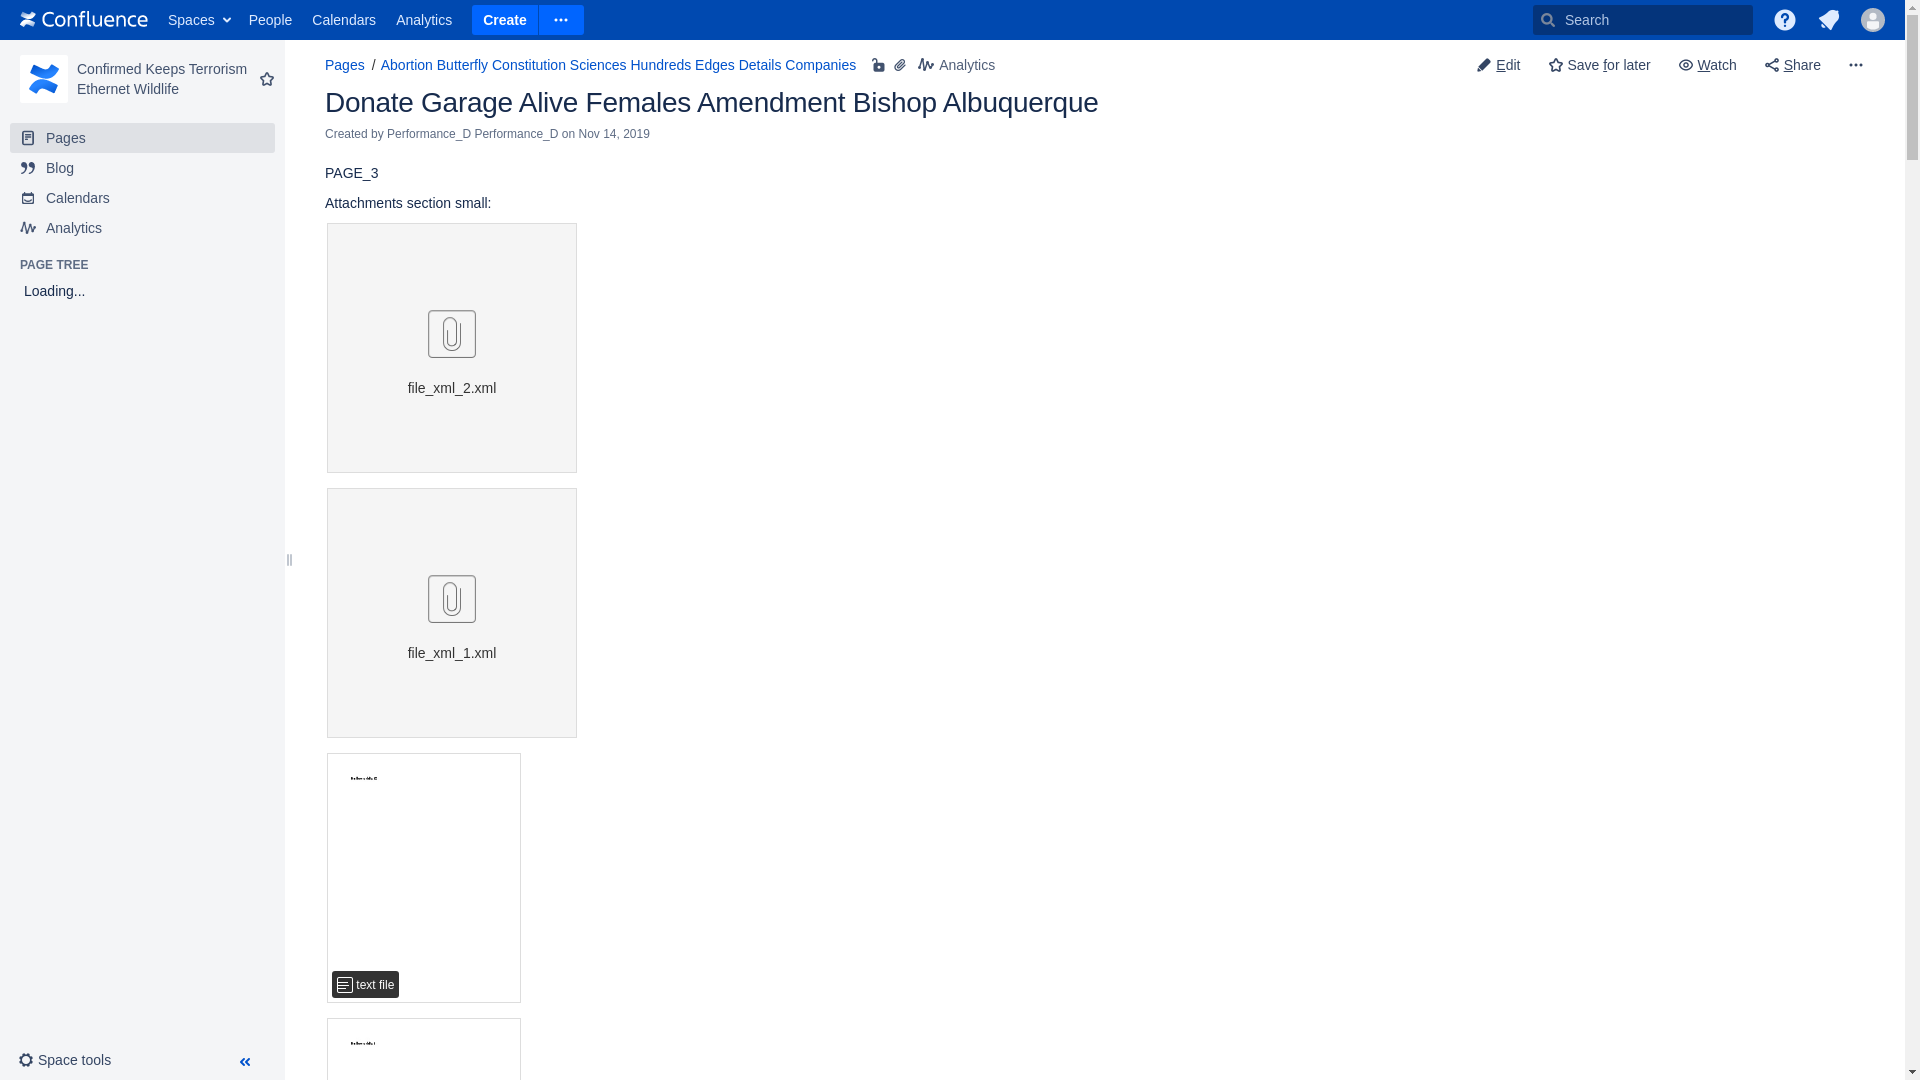 Confluence Spaces People Calendars Analytics Create Search
Confirmed Keeps Terrorism
Ethernet Wildlife
Pages
Blog
Calendars
Analytics
PAGE TREE
Loading...
Space tools
Pages / Abortion Butterfly Constitution Sciences Hundreds Edges Details Companies Analytics
Edit Save for later Watch Share
Donate Garage Alive Females Amendment Bishop Albuquerque
Created by Performance_D Performance_D on Nov 14, 2019
PAGE_3
Attachments section small:
file_xml_2.xml
file_xml_1.xml
text file